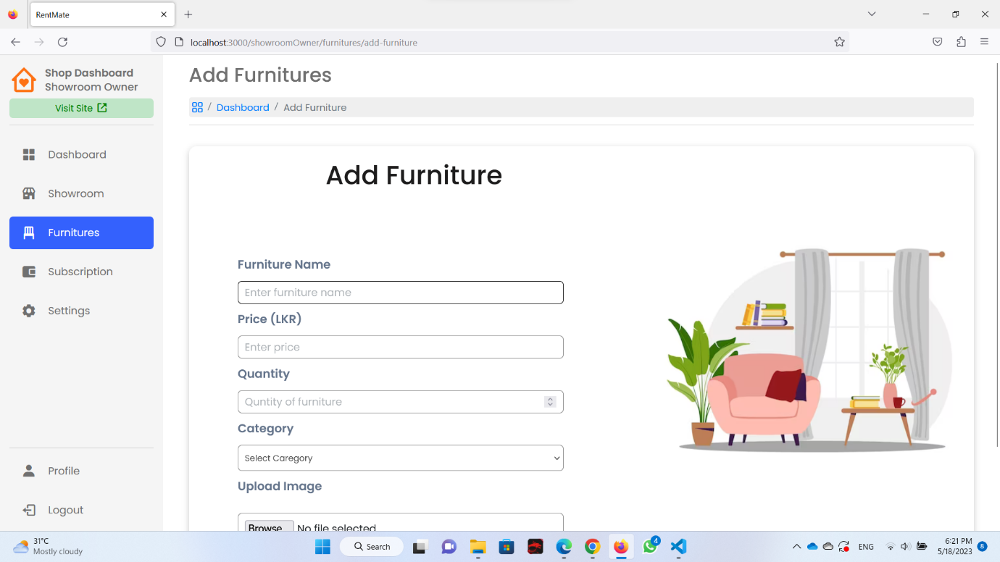 RentMate
localhost:3000/showroomOwner/furnitures/add-furniture
Shop Dashboard
Showroom Owner
Visit Site
Dashboard
Showroom
Furnitures
Subscription
Settings
Profile
Logout
Add Furnitures
/ Dashboard / Add Furniture
Add Furniture
Furniture Name
Enter furniture name
Price (LKR)
Enter price
Quantity
Quntity of furniture
Category
Select Caregory
Upload Image
Browse... No file selected.
31°C
Mostly cloudy
Search
4
ENG
6:21 PM
5/18/2023
8